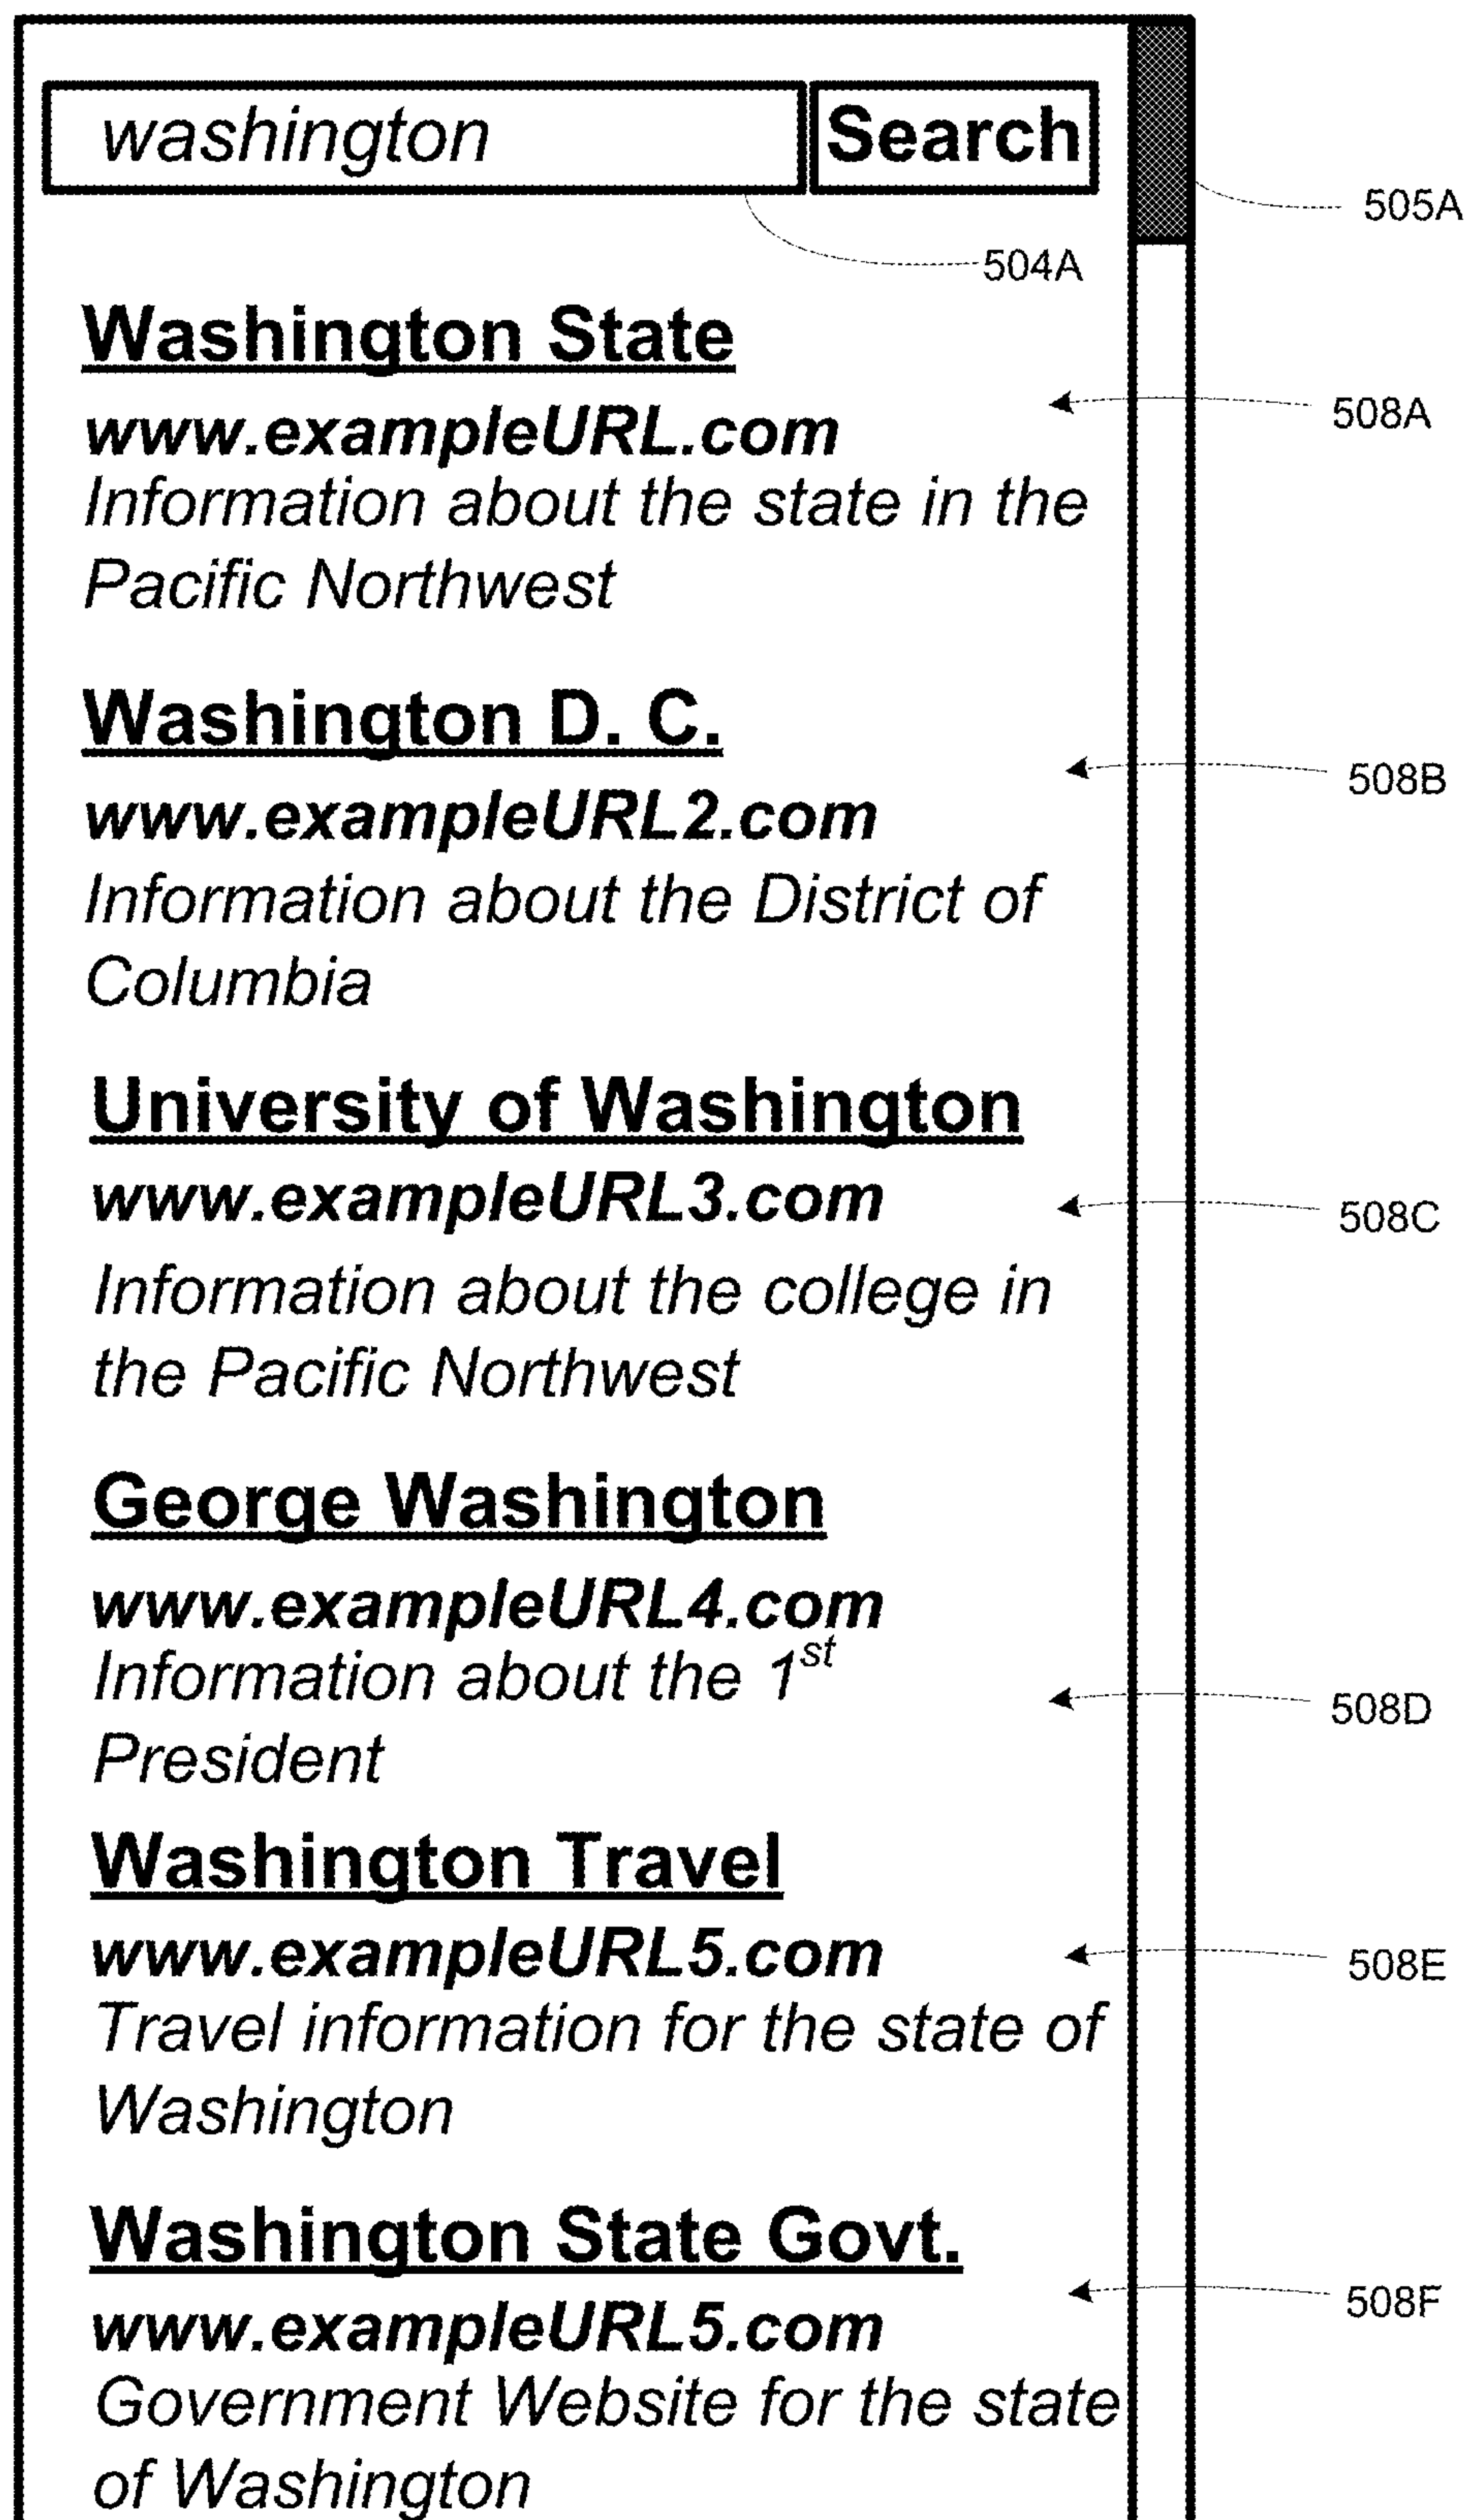 washington Search
505A
504A
Washington State
www.exampleURL.com
508A
Information about the state in the
Pacific Northwest
Washington D. C.
508B
www.exampleURL2.com
Information about the District of
Columbia
University of Washington
www.exampleURL3.com
508C
Information about the college in
the Pacific Northwest
George Washington
www.exampleURL4.com
Information about the 1st
508D
President
Washington Travel
www.exampleURL5.com
508E
Travel information for the state of
Washington
Washington State Govt.
508F
www.exampleURL5.com
Government Website for the state
of Washington